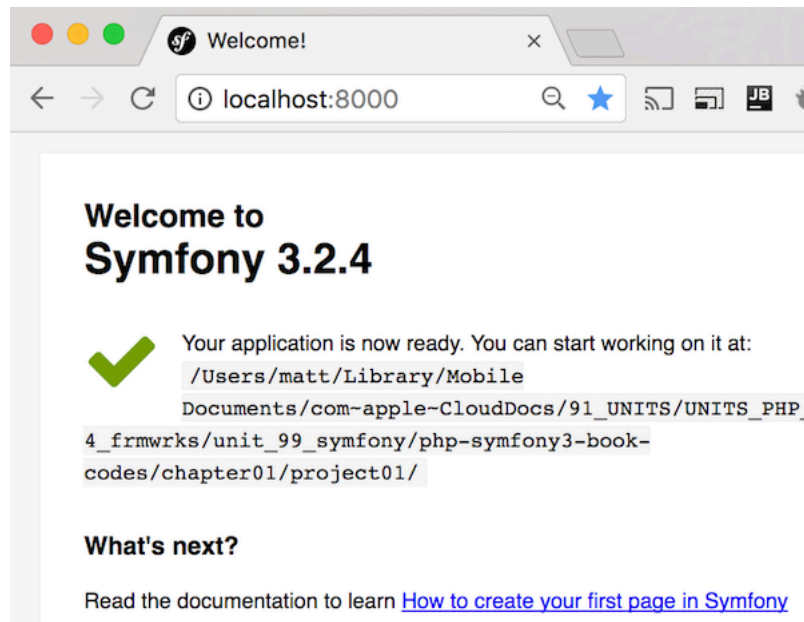 sf Welcome!
localhost:8000
JB
Welcome to
Symfony 3.2.4
Your application is now ready. You can start working on it at:
/Users/matt/Library/Mobile
Documents/com~apple~CloudDocs/91_UNITS/UNITS_PHP_
4_frmwrks/unit_99_symfony/php-symfony3-book-
codes/chapter01/project01/
What's next?
Read the documentation to learn How to create your first page in Symfony